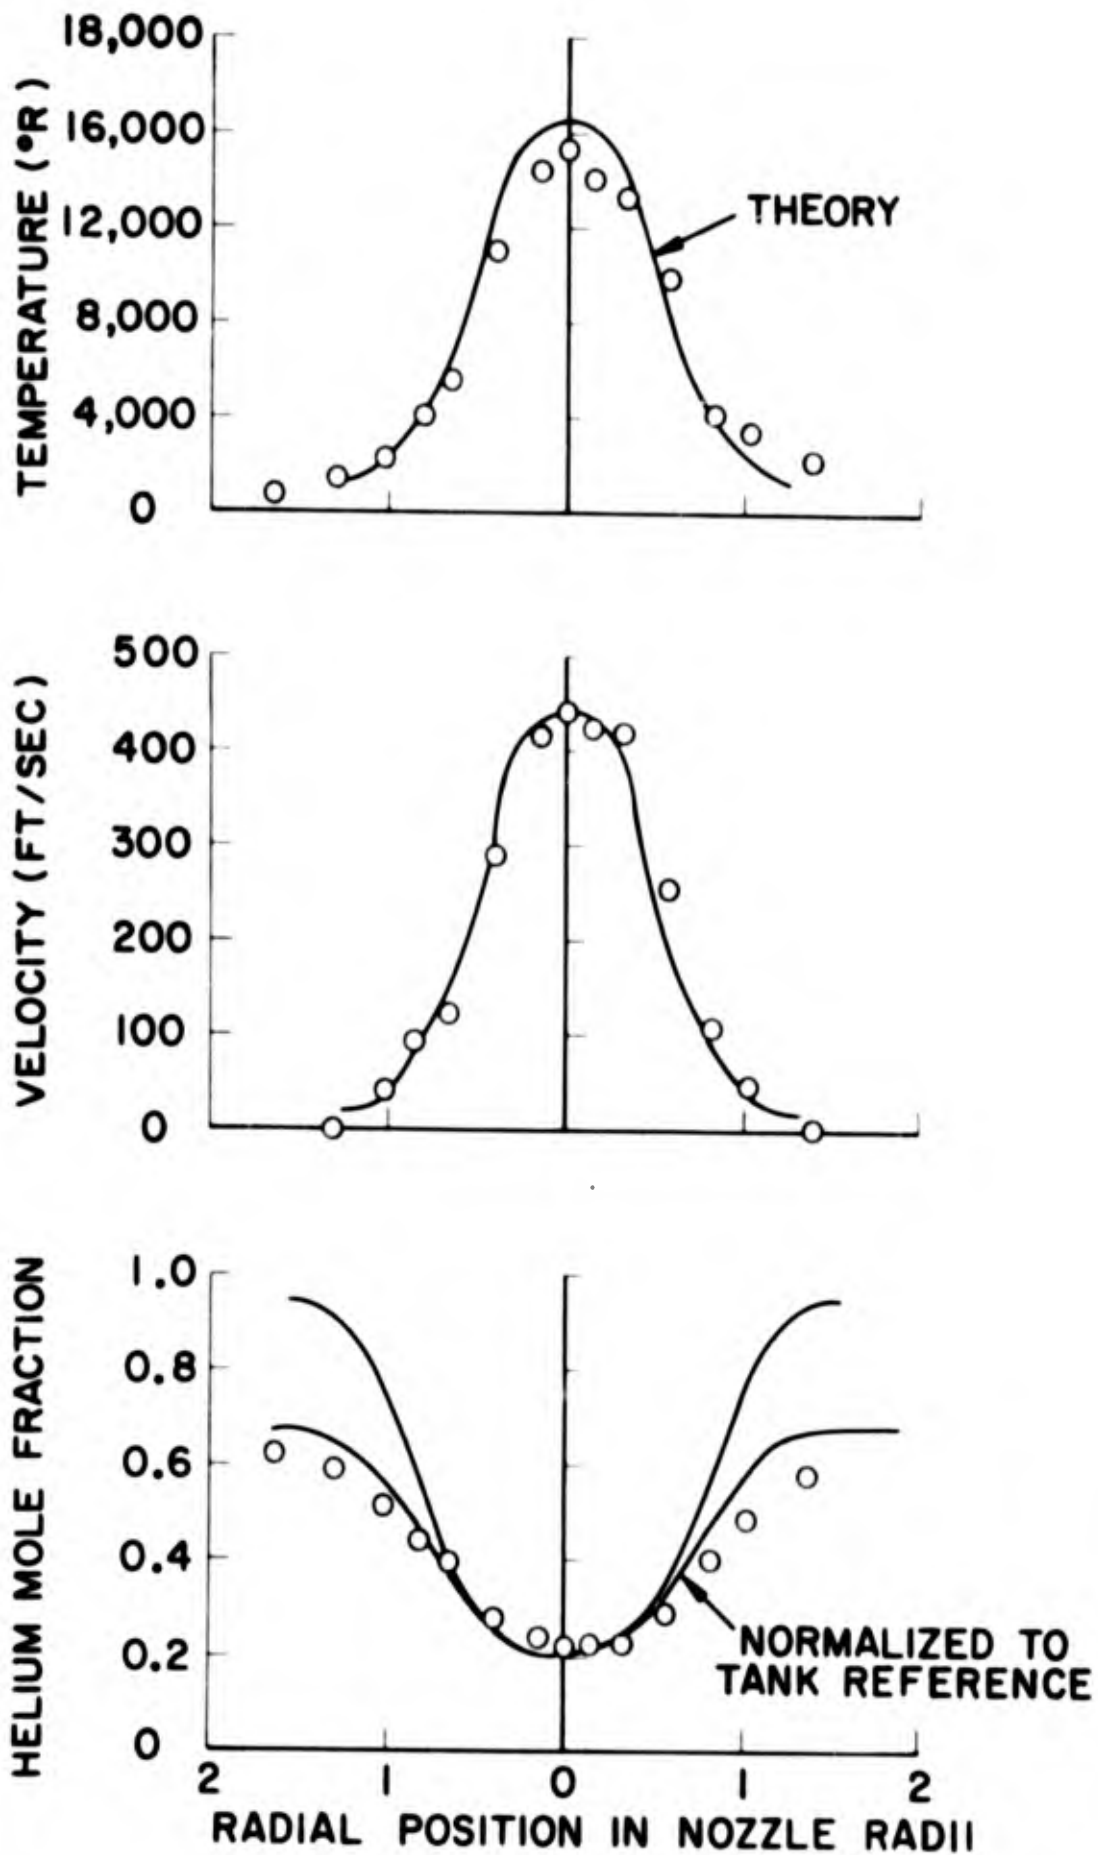 18,000
16,000
12,000
8,000
4,000
0
TEMPERATURE (°R)
THEORY
500
400
300
200
100
0
VELOCITY (FT/SEC)
1.0
0.8
0.6
0.4
0.2
0
HELIUM MOLE FRACTION
NORMALIZED TO
TANK REFERENCE
2 1 0 1 2
RADIAL POSITION IN NOZZLE RADII